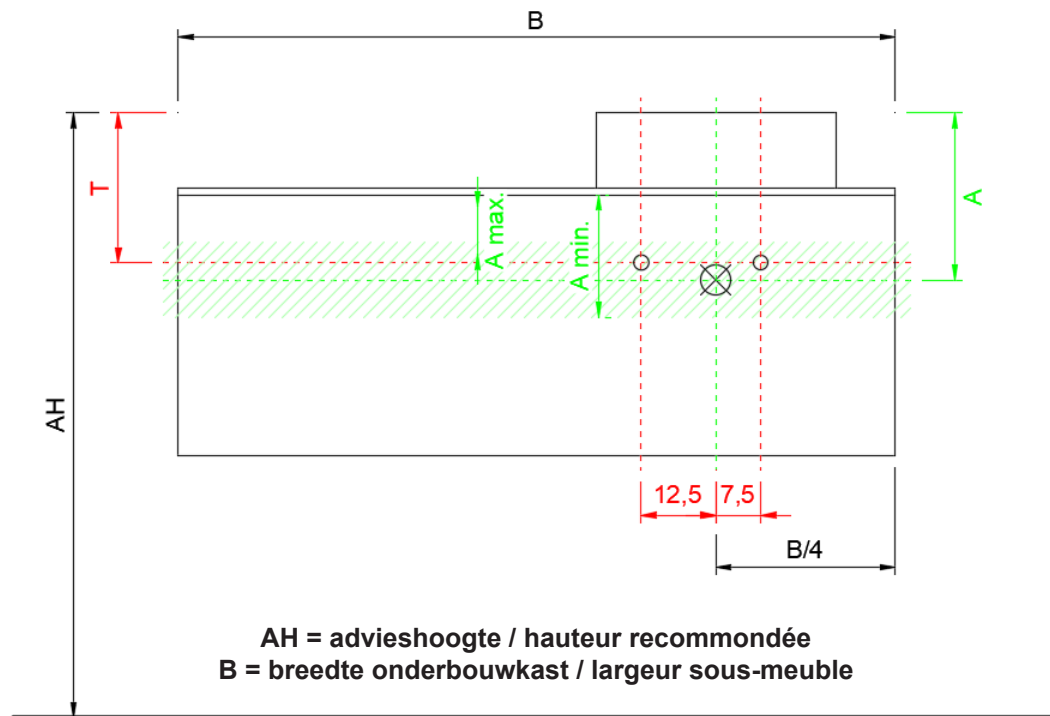 B
T
A max.
A min.
A
AH
12,5
7,5
B/4
AH = advieshoogte / hauteur recommondée
B = breedte onderbouwkast / largeur sous-meuble